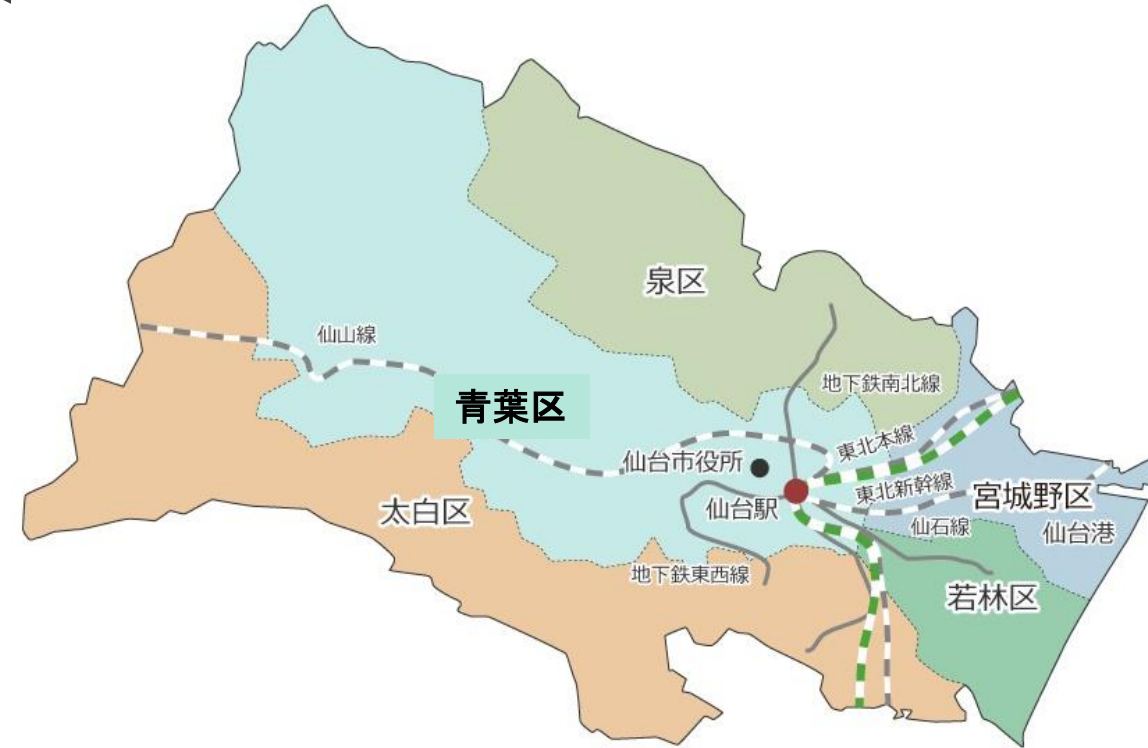 泉区
仙山線
地下鉄南北線
青葉区
東北本線
仙台市役所
東北新幹線
宮城野区
仙台駅
太白区
仙石線
仙台港
地下鉄東西線
若林区